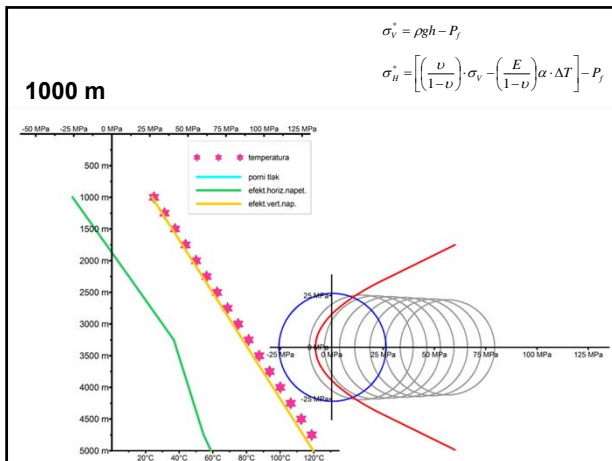 σ*V = ρgh − Pf
σ*H = [(υ/1−υ)·σV − (E/1−υ)α·ΔT] − Pf
1000 m
-50 MPa -25 MPa 0 MPa 25 MPa 50 MPa 75 MPa 100 MPa 125 MPa
temperatura
porni tlak
efekt.horiz.napet.
efekt.vert.nap.
500 m
1000 m
1500 m
2000 m
2500 m
3000 m
3500 m
4000 m
4500 m
5000 m
20°C 40°C 60°C 80°C 100°C 120°C
25 MPa
0 MPa
-25 MPa
-25 MPa 0 MPa 25 MPa 50 MPa 75 MPa 100 MPa 125 MPa